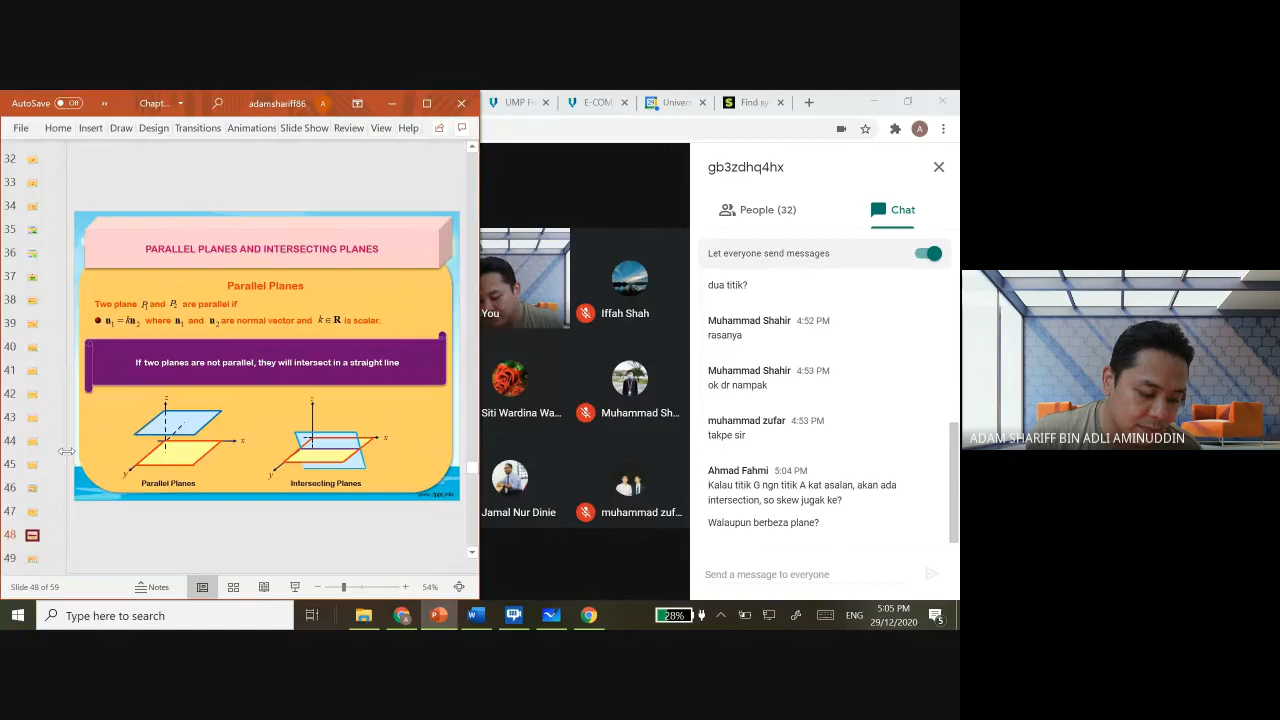 AutoSave Off
Chapt...
adamsharif86
A
File Home Insert Draw Design Transitions Animations Slide Show Review View Help
32
33
34
35
36
37
38
39
40
41
42
43
44
45
46
47
48
49
PARALLEL PLANES AND INTERSECTING PLANES
Parallel Planes
Two plane P₁ and P₂ are parallel if
n₁ = kn₂ where n₁ and n₂ are normal vector and k ∈ R is scalar.
If two planes are not parallel, they will intersect in a straight line
z
x
y
Parallel Planes
z
x
y
Intersecting Planes
www.fppt.info
Slide 48 of 59
Notes
54%
UMP F
E-COM
29
Univer
S
Find sy
A
You
Iffah Shah
Siti Wardina Wa...
Muhammad Sh...
Jamal Nur Dinie
muhammad zuf...
gb3zdhq4hx
People (32)
Chat
Let everyone send messages
dua titik?
Muhammad Shahir 4:52 PM
rasanya
Muhammad Shahir 4:53 PM
ok dr nampak
muhammad zufar 4:53 PM
takpe sir
Ahmad Fahmi 5:04 PM
Kalau titik G ngn titik A kat asalan, akan ada
intersection, so skew jugak ke?
Walaupun berbeza plane?
Send a message to everyone
ADAM SHARIFF BIN ADLI AMINUDDIN
Type here to search
28%
ENG
5:05 PM
29/12/2020
5